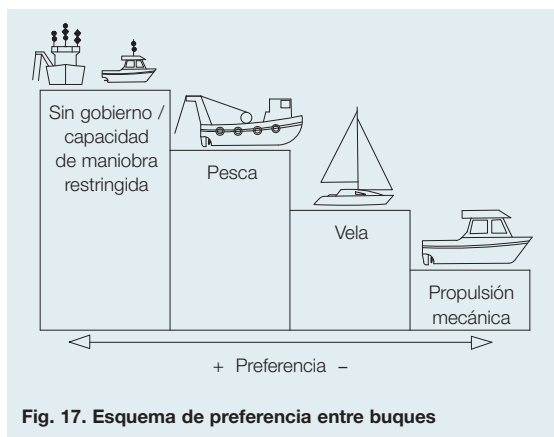 Sin gobierno /
capacidad
de maniobra
restringida
Pesca
Vela
Propulsión
mecánica
+ Preferencia –
Fig. 17. Esquema de preferencia entre buques